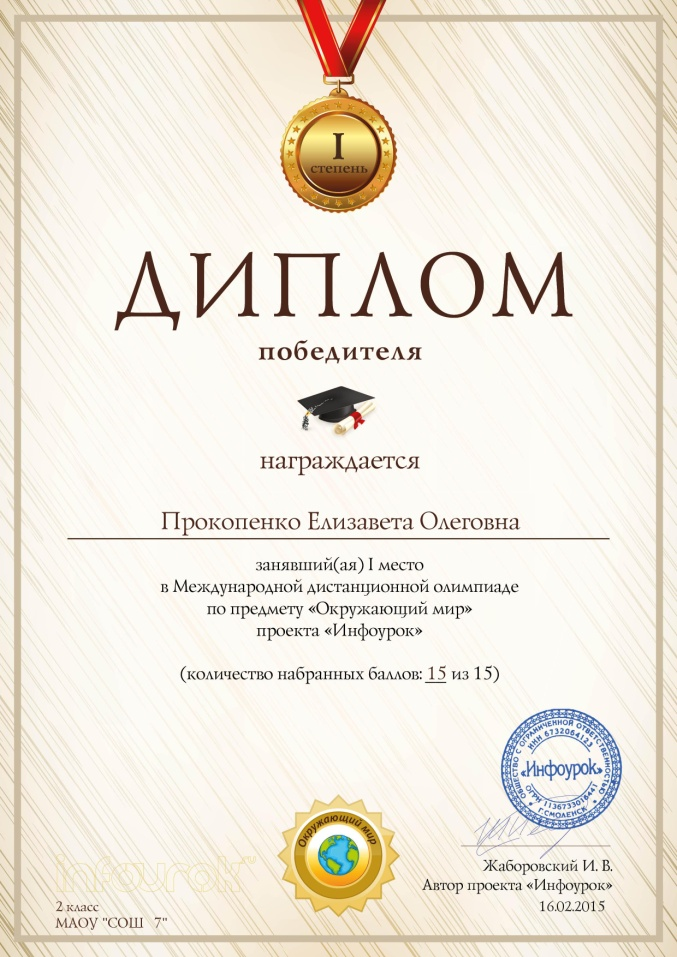 I
степень
ДИПЛОМ
победителя
награждается
Прокопенко Елизавета Олеговна
занявший(ая) I место
в Международной дистанционной олимпиаде
по предмету «Окружающий мир»
проекта «Инфоурок»
(количество набранных баллов: 15 из 15)
ОБЩЕСТВО С ОГРАНИЧЕННОЙ ОТВЕТСТВЕННОСТЬЮ
ИНН 6732064123
«Инфоурок»
ОГРН 1136733016441
* Г.СМОЛЕНСК *
Окружающий мир
infourok™
Жаборовский И. В.
Автор проекта «Инфоурок»
16.02.2015
2 класс
МАОУ "СОШ 7"